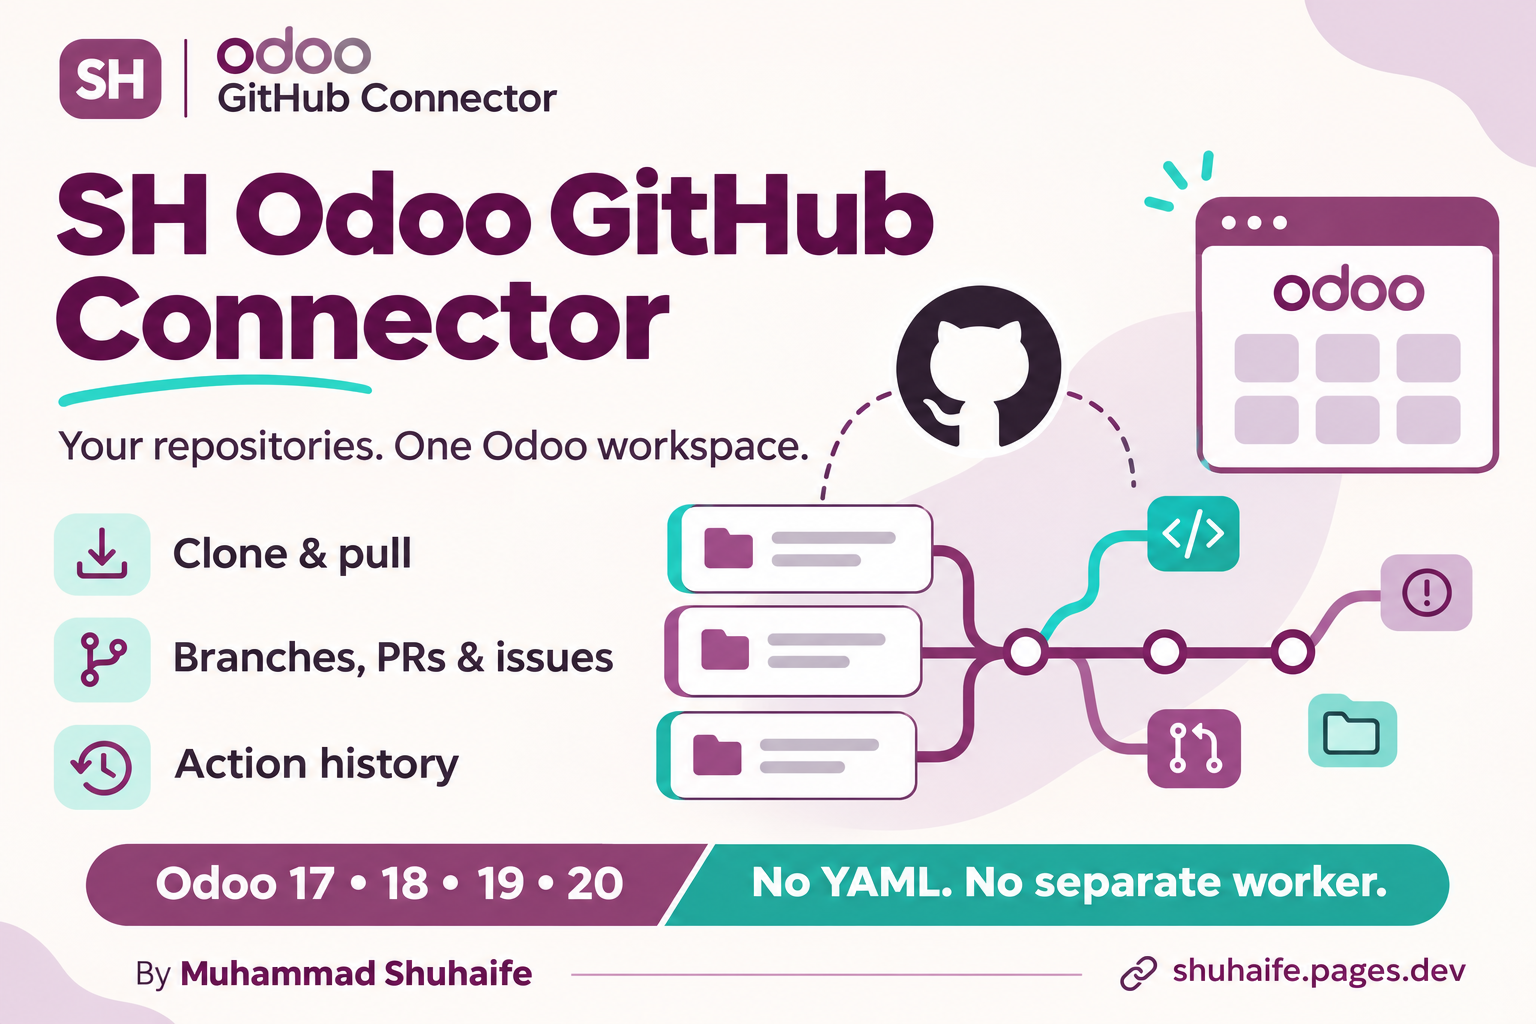 SH
odoo
GitHub Connector
SH Odoo GitHub
Connector
Your repositories. One Odoo workspace.
odoo
Clone & pull
Branches, PRs & issues
Action history
</>
Odoo 17 • 18 • 19 • 20
No YAML. No separate worker.
By Muhammad Shuhaife
shuhaife.pages.dev